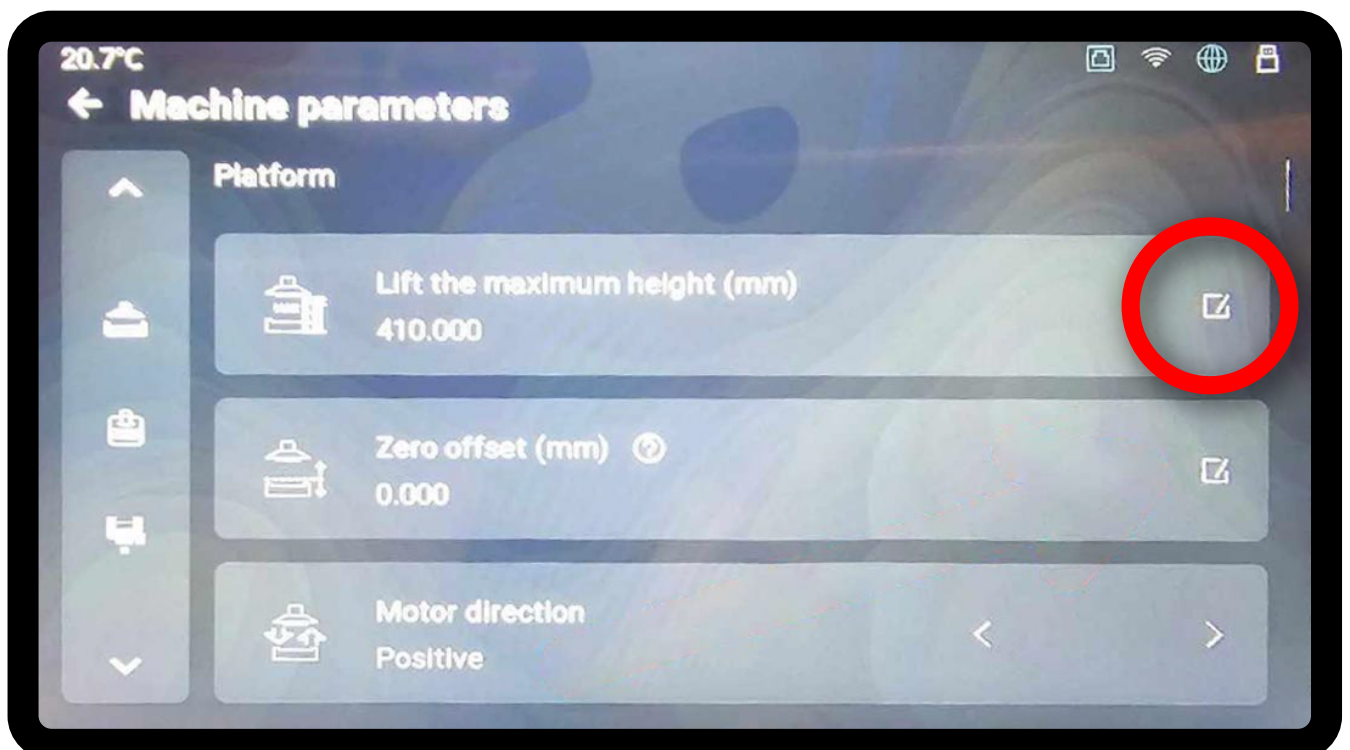 20.7°C
Machine parameters
Platform
Lift the maximum height (mm)
410.000
Zero offset (mm)
0.000
Motor direction
Positive